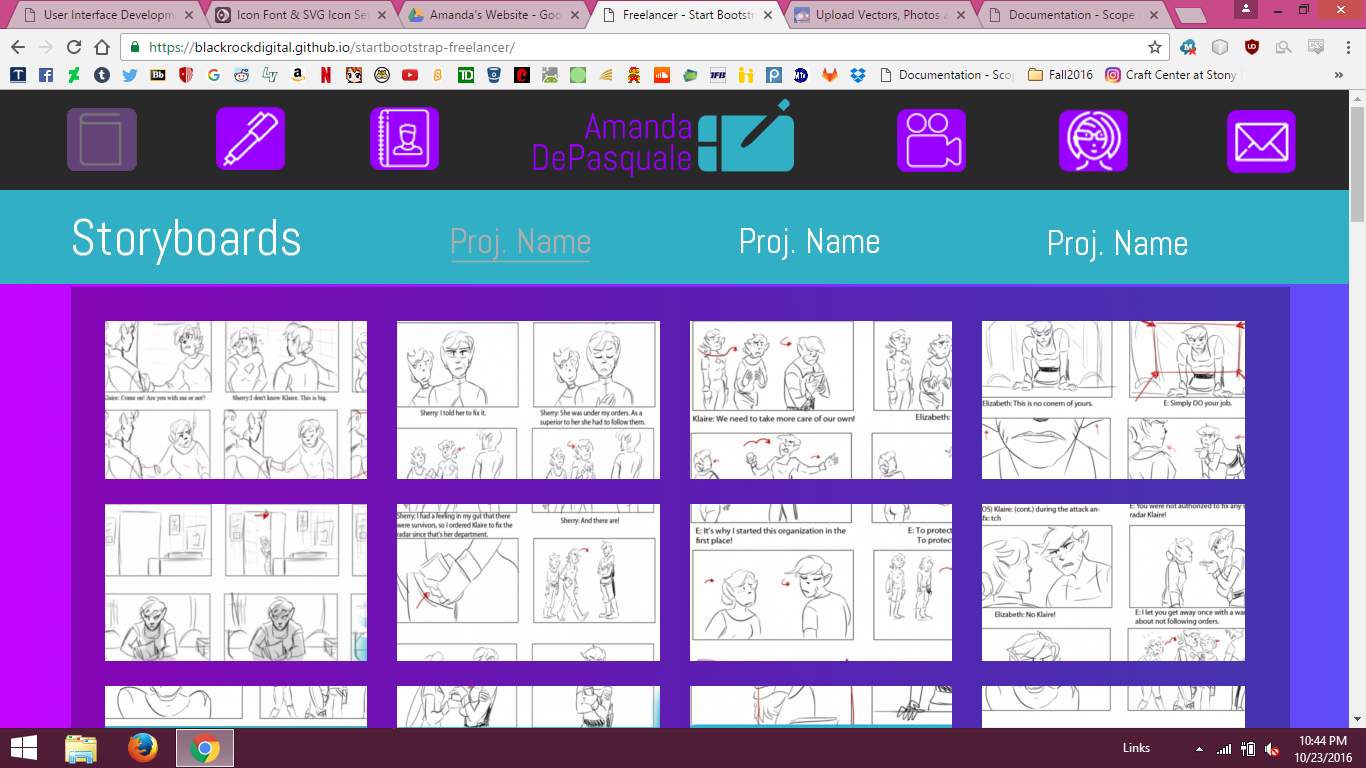 User Interface Developm
Icon Font & SVG Icon Se
Amanda's Website - Goo
Freelancer - Start Bootst
Upload Vectors, Photos a
Documentation - Scope
https://blackrockdigital.github.io/startbootstrap-freelancer/
Documentation - Sco
Fall2016
Craft Center at Stony
Amanda
DePasquale
Storyboards
Proj. Name
Proj. Name
Proj. Name
laire: Come on! Are you with me or not?
Sherry:I don't know Klaire. This is big.
Sherry: I told her to fix it.
Sherry: She was under my orders. As a
superior to her she had to follow them.
Klaire: We need to take more care of our own!
Elizabeth:
Elizabeth: This is no conern of yours.
E: Simply DO your job.
Sherry: I had a feeling in my gut that there
were survivors, so I ordered Klaire to fix the
radar since that's her department.
Sherry: And there are!
E: It's why I started this organization in the
first place!
E: To protect
To protec
OS) Klaire: (cont.) during the attack an-
fx: tch
E: You were not authorized to fix any
radar Klaire!
Elizabeth: No Klaire!
E: I let you get away once with a wa
about not following orders.
Links
10:44 PM
10/23/2016